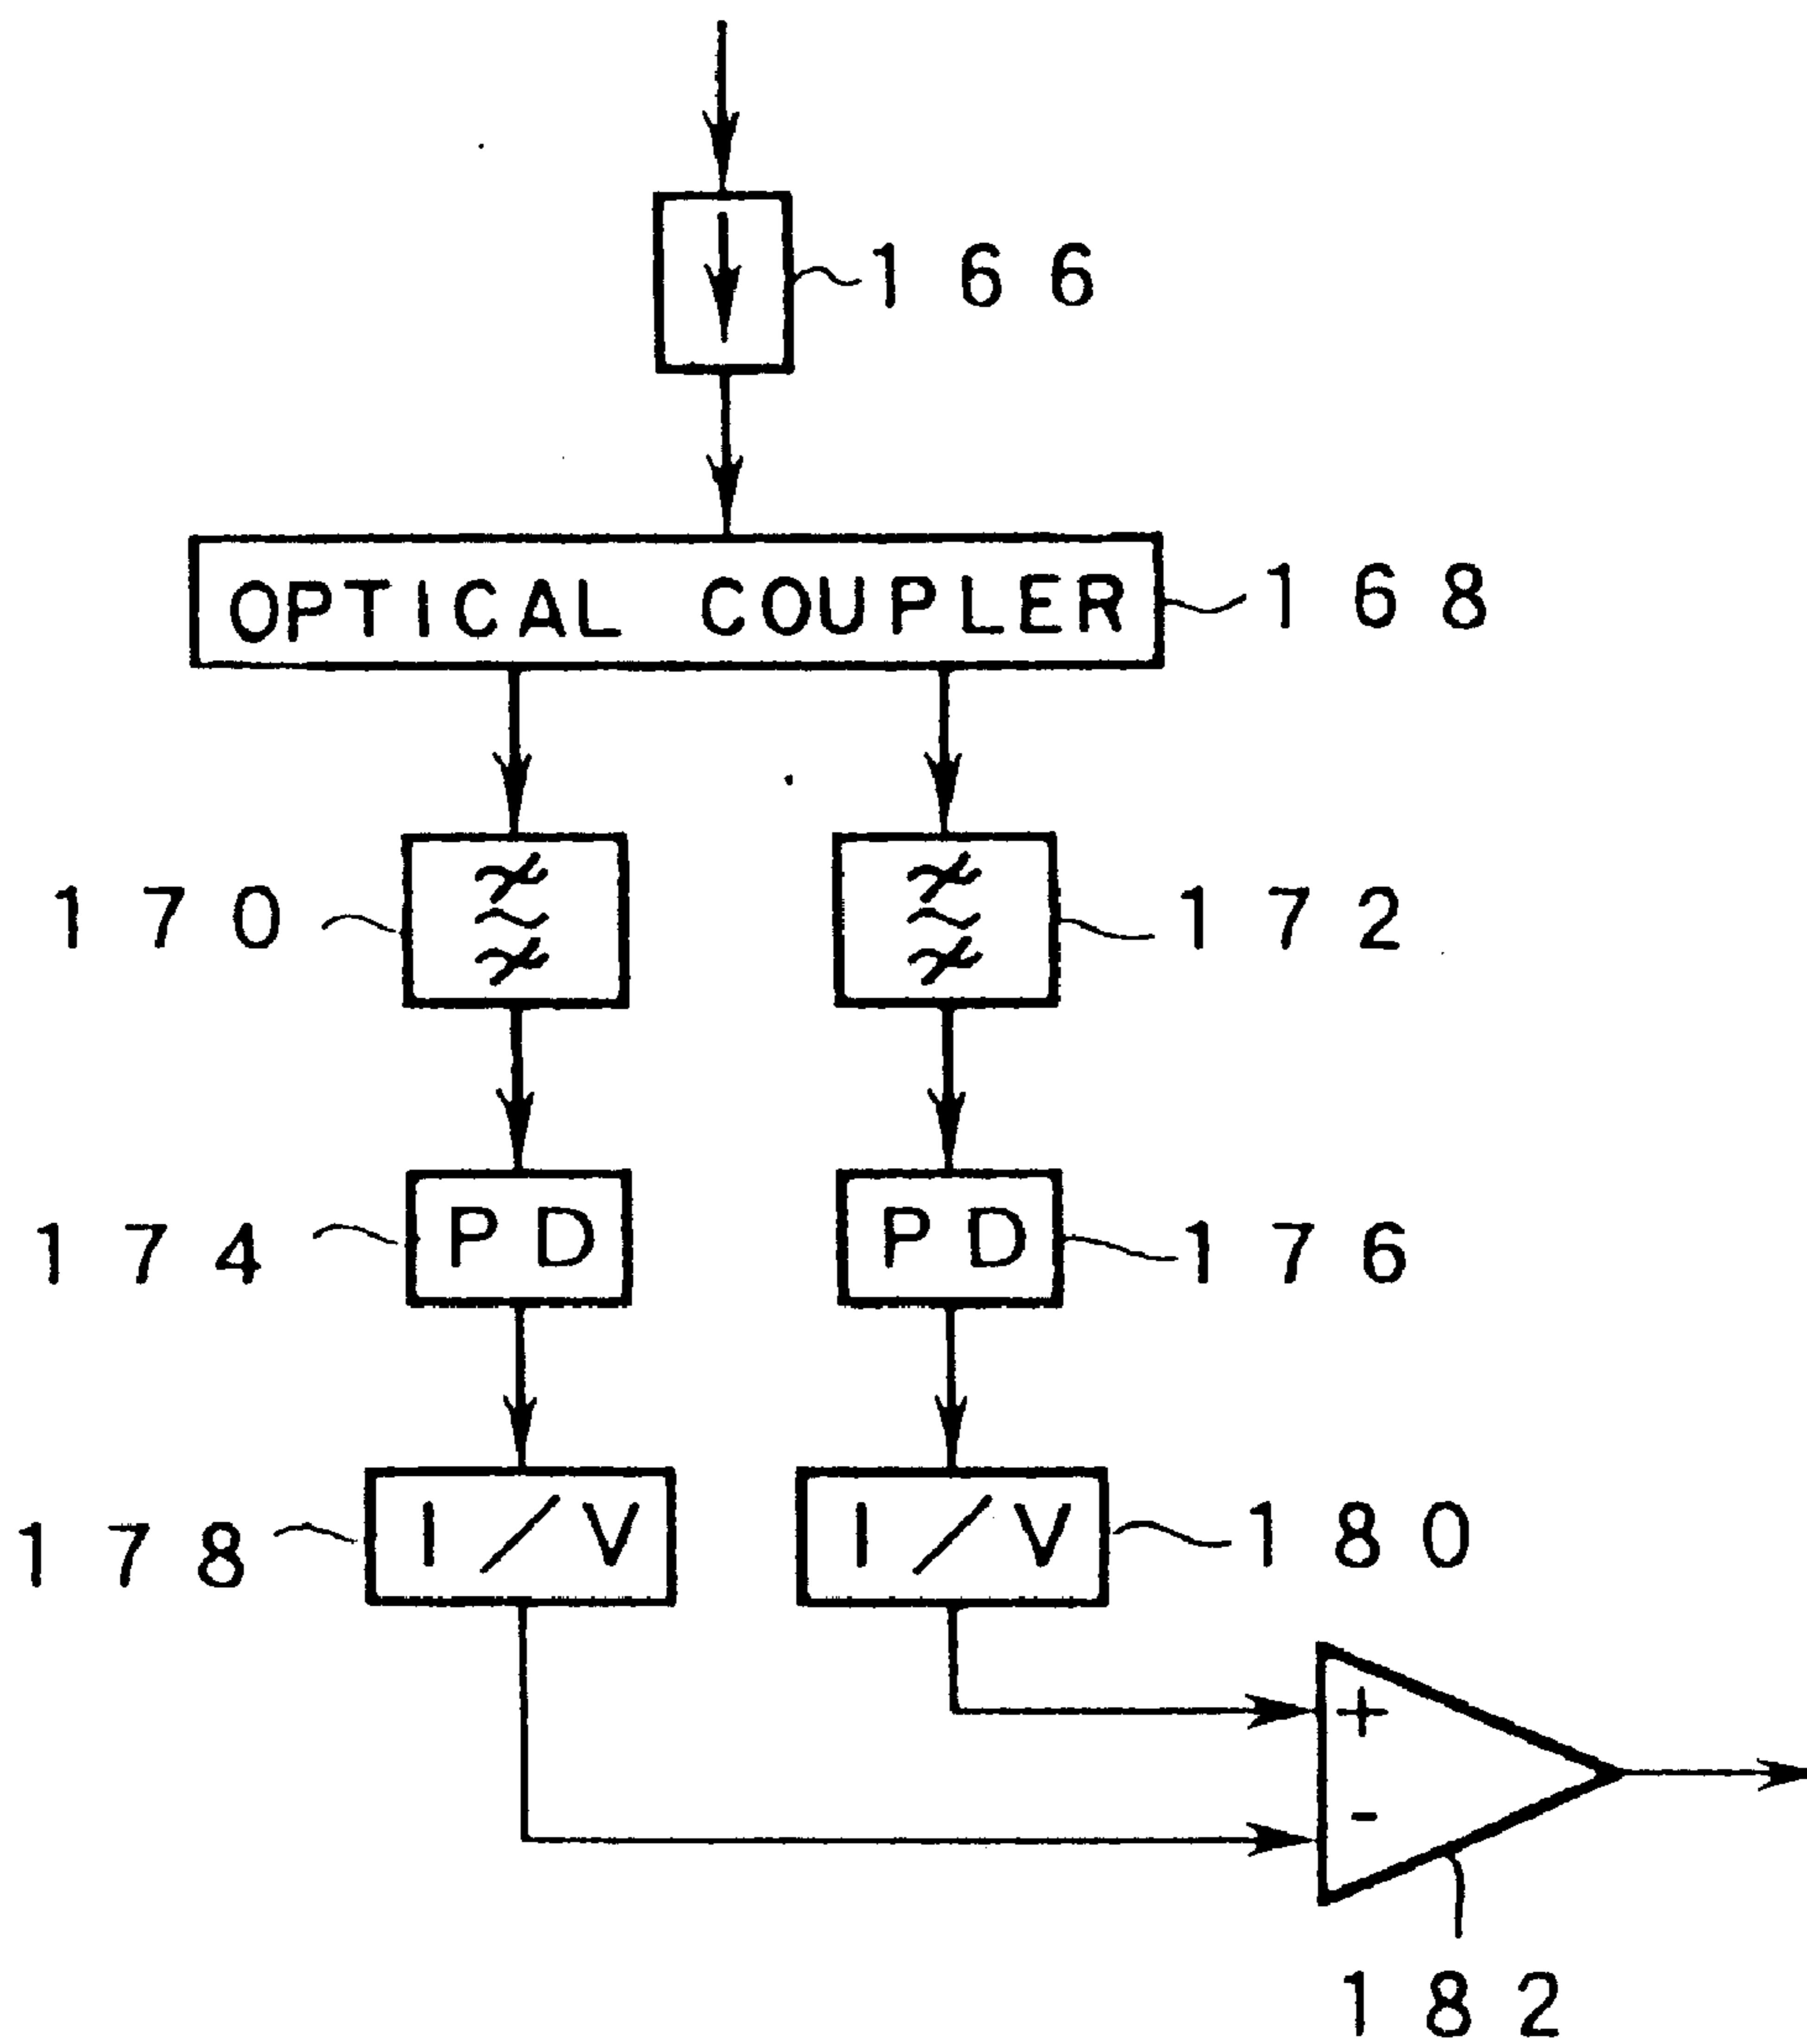 166
OPTICAL COUPLER 168
170 172
174 PD PD 176
178 I/V I/V 180
+
-
182